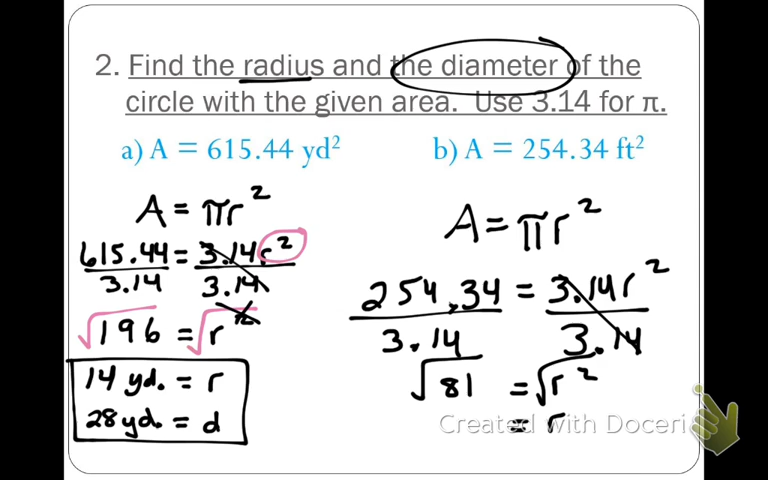 2. Find the radius and the diameter of the
circle with the given area. Use 3.14 for π.
a) A = 615.44 yd²
A = πr²
615.44 = 3.14r²
3.14 3.14
√196 = √r²
14 yd. = r
28 yd. = d
b) A = 254.34 ft²
A = πr²
254.34 = 3.14r²
3.14 3.14
√81 = √r²
= r
Created with Doceri